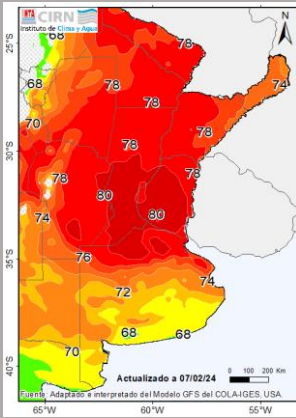 INTA CIRN
Instituto de Clima y Agua
N
68
78
25°S
68
78
74
78
70
78
78
30°S
78
78
74
80
80
76
74
35°S
72
68
68
70
Actualizado a 07/02/24
0 100 200 Km
40°S
Fuente: Adaptado e interpretado del Modelo GFS del COLA-IGES, USA
65°W
60°W
55°W